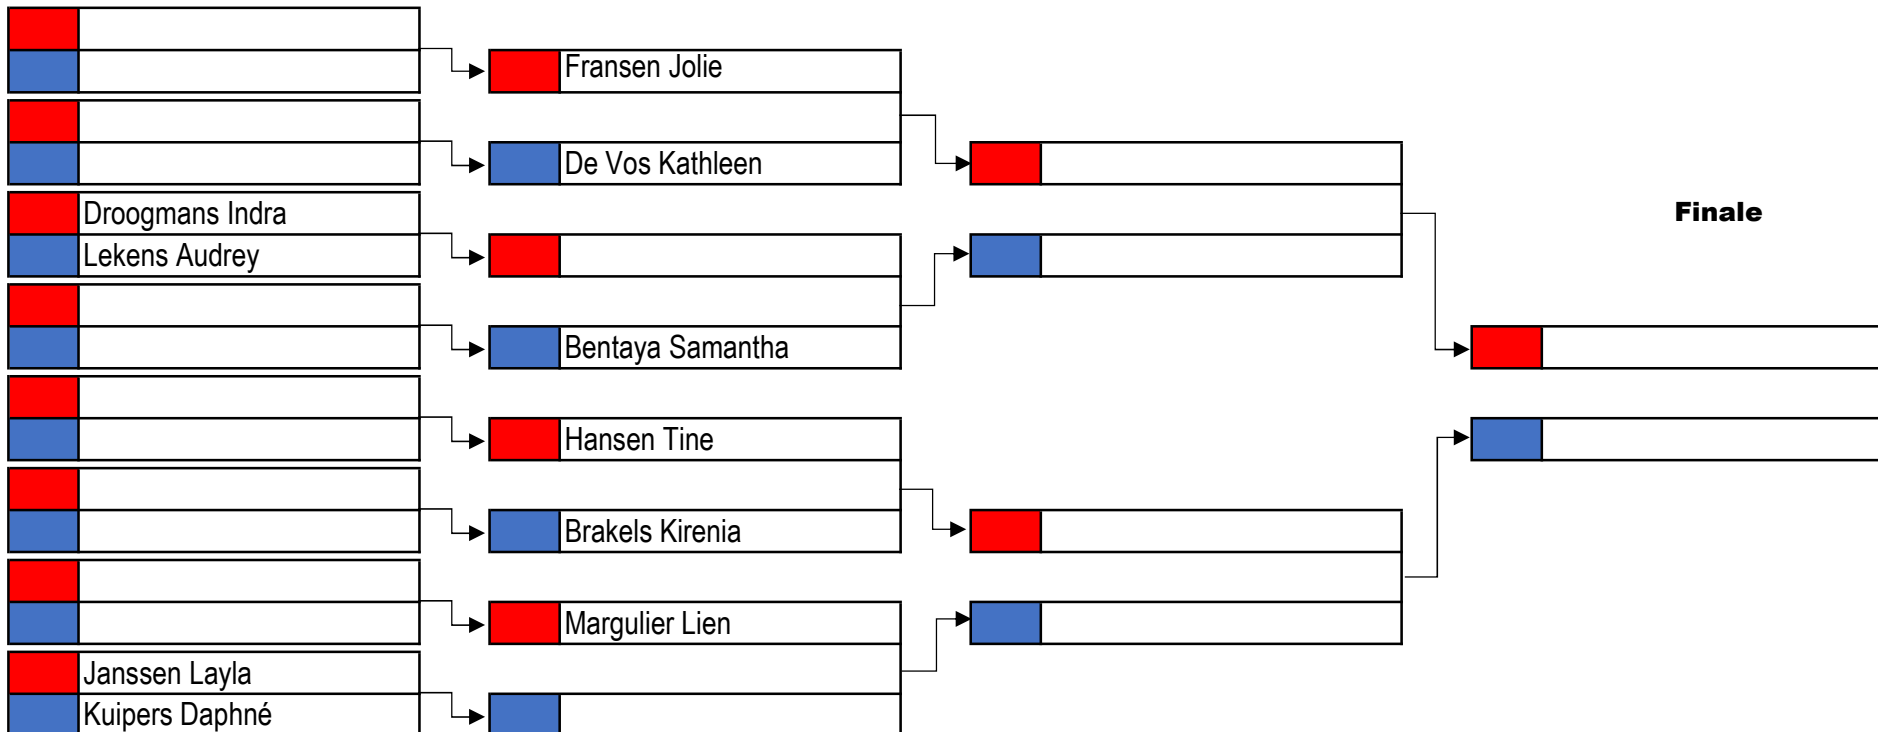 Fransen Jolie
De Vos Kathleen
Droogmans Indra
Finale
Lekens Audrey
Bentaya Samantha
Hansen Tine
Brakels Kirenia
Margulier Lien
Janssen Layla
Kuipers Daphné